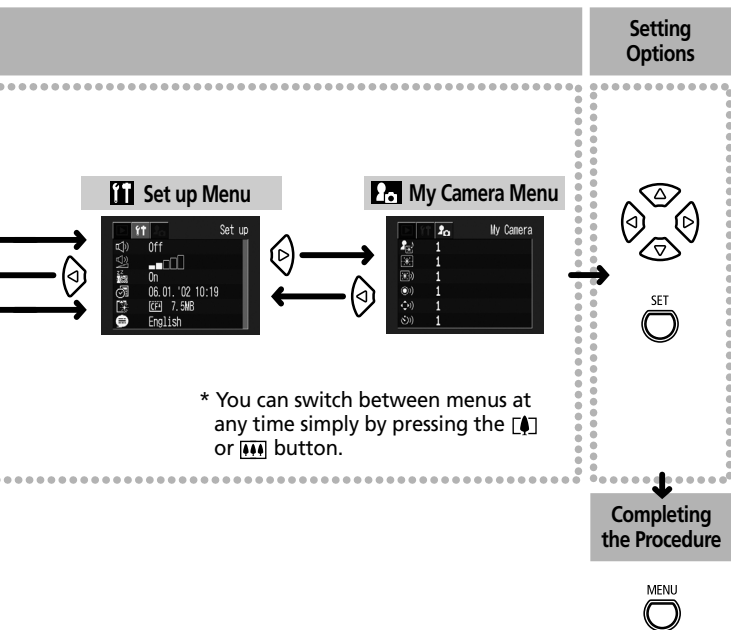 Setting
Options
Set up Menu
My Camera Menu
Set up
Off
On
06.01.'02 10:19
CF 7.5MB
English
My Camera
1
1
1
1
1
1
SET
* You can switch between menus at
any time simply by pressing the
or button.
Completing
the Procedure
MENU